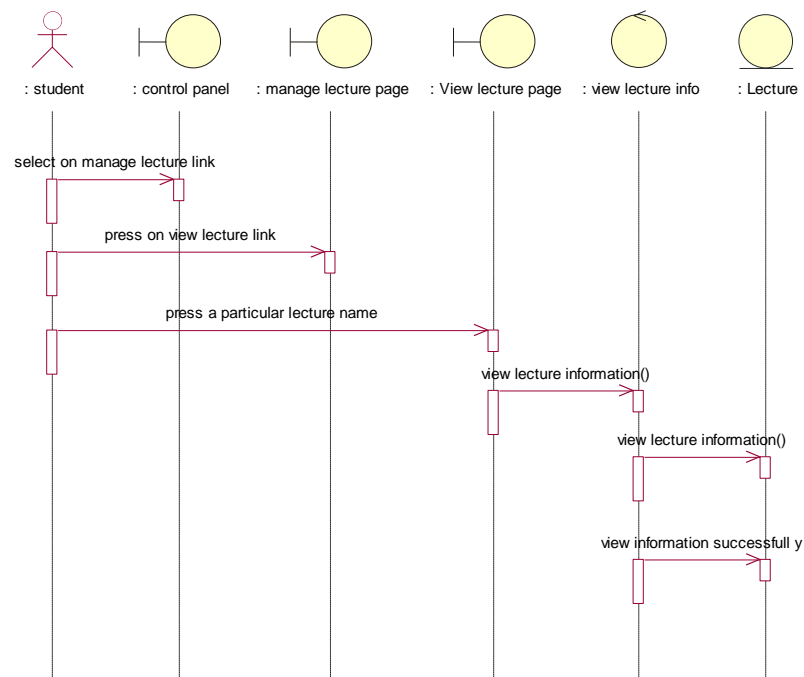 : student
: control panel
: manage lecture page
: View lecture page
: view lecture info
: Lecture
select on manage lecture link
press on view lecture link
press a particular lecture name
view lecture information()
view lecture information()
view information successfull y